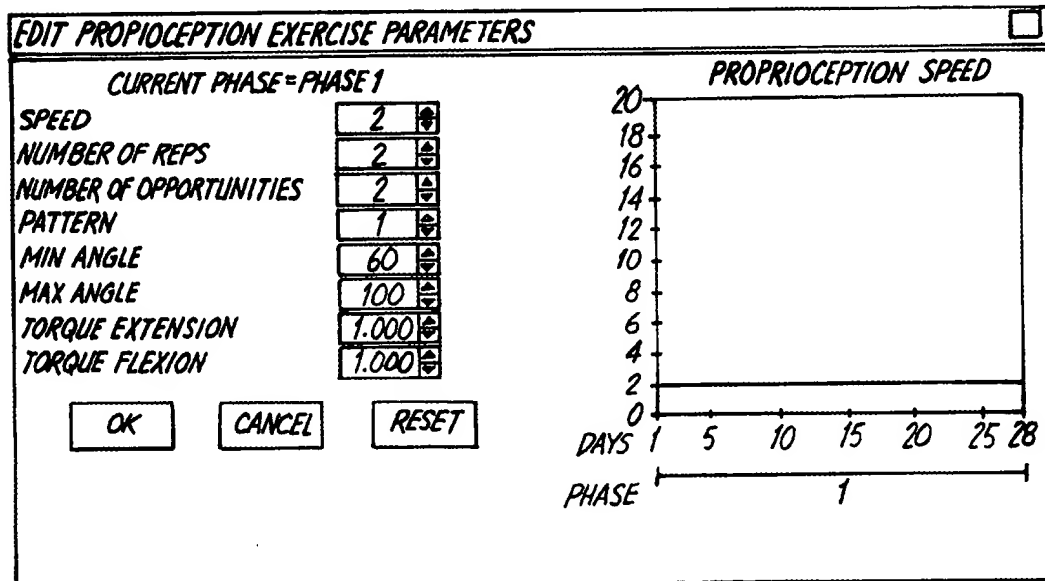 EDIT PROPIOCEPTION EXERCISE PARAMETERS
CURRENT PHASE=PHASE 1
SPEED 2
NUMBER OF REPS 2
NUMBER OF OPPORTUNITIES 2
PATTERN 1
MIN ANGLE 60
MAX ANGLE 100
TORQUE EXTENSION 1.000
TORQUE FLEXION 1.000
OK CANCEL RESET
PROPRIOCEPTION SPEED
20
18
16
14
12
10
8
6
4
2
0
DAYS 1 5 10 15 20 25 28
PHASE 1